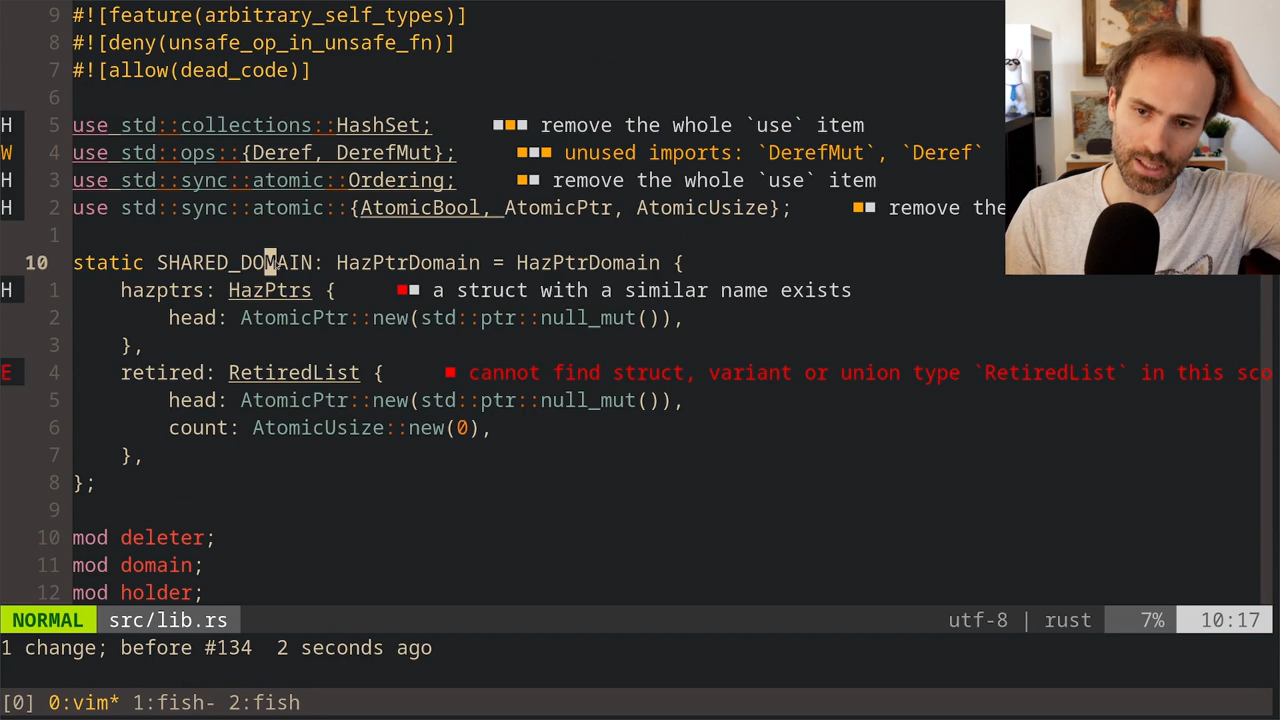 9 #![feature(arbitrary_self_types)]
8 #![deny(unsafe_op_in_unsafe_fn)]
7 #![allow(dead_code)]
6
H 5 use std::collections::HashSet; remove the whole `use` item
W 4 use std::ops::{Deref, DerefMut}; unused imports: `DerefMut`, `Deref`
H 3 use std::sync::atomic::Ordering; remove the whole `use` item
H 2 use std::sync::atomic::{AtomicBool, AtomicPtr, AtomicUsize}; remove the
1
10 static SHARED_DOMAIN: HazPtrDomain = HazPtrDomain {
H 1 hazptrs: HazPtrs { a struct with a similar name exists
2 head: AtomicPtr::new(std::ptr::null_mut()),
3 },
E 4 retired: RetiredList { cannot find struct, variant or union type `RetiredList` in this sco
5 head: AtomicPtr::new(std::ptr::null_mut()),
6 count: AtomicUsize::new(0),
7 },
8 };
9
10 mod deleter;
11 mod domain;
12 mod holder;
NORMAL src/lib.rs utf-8 | rust 7% 10:17
1 change; before #134 2 seconds ago
[0] 0:vim* 1:fish- 2:fish